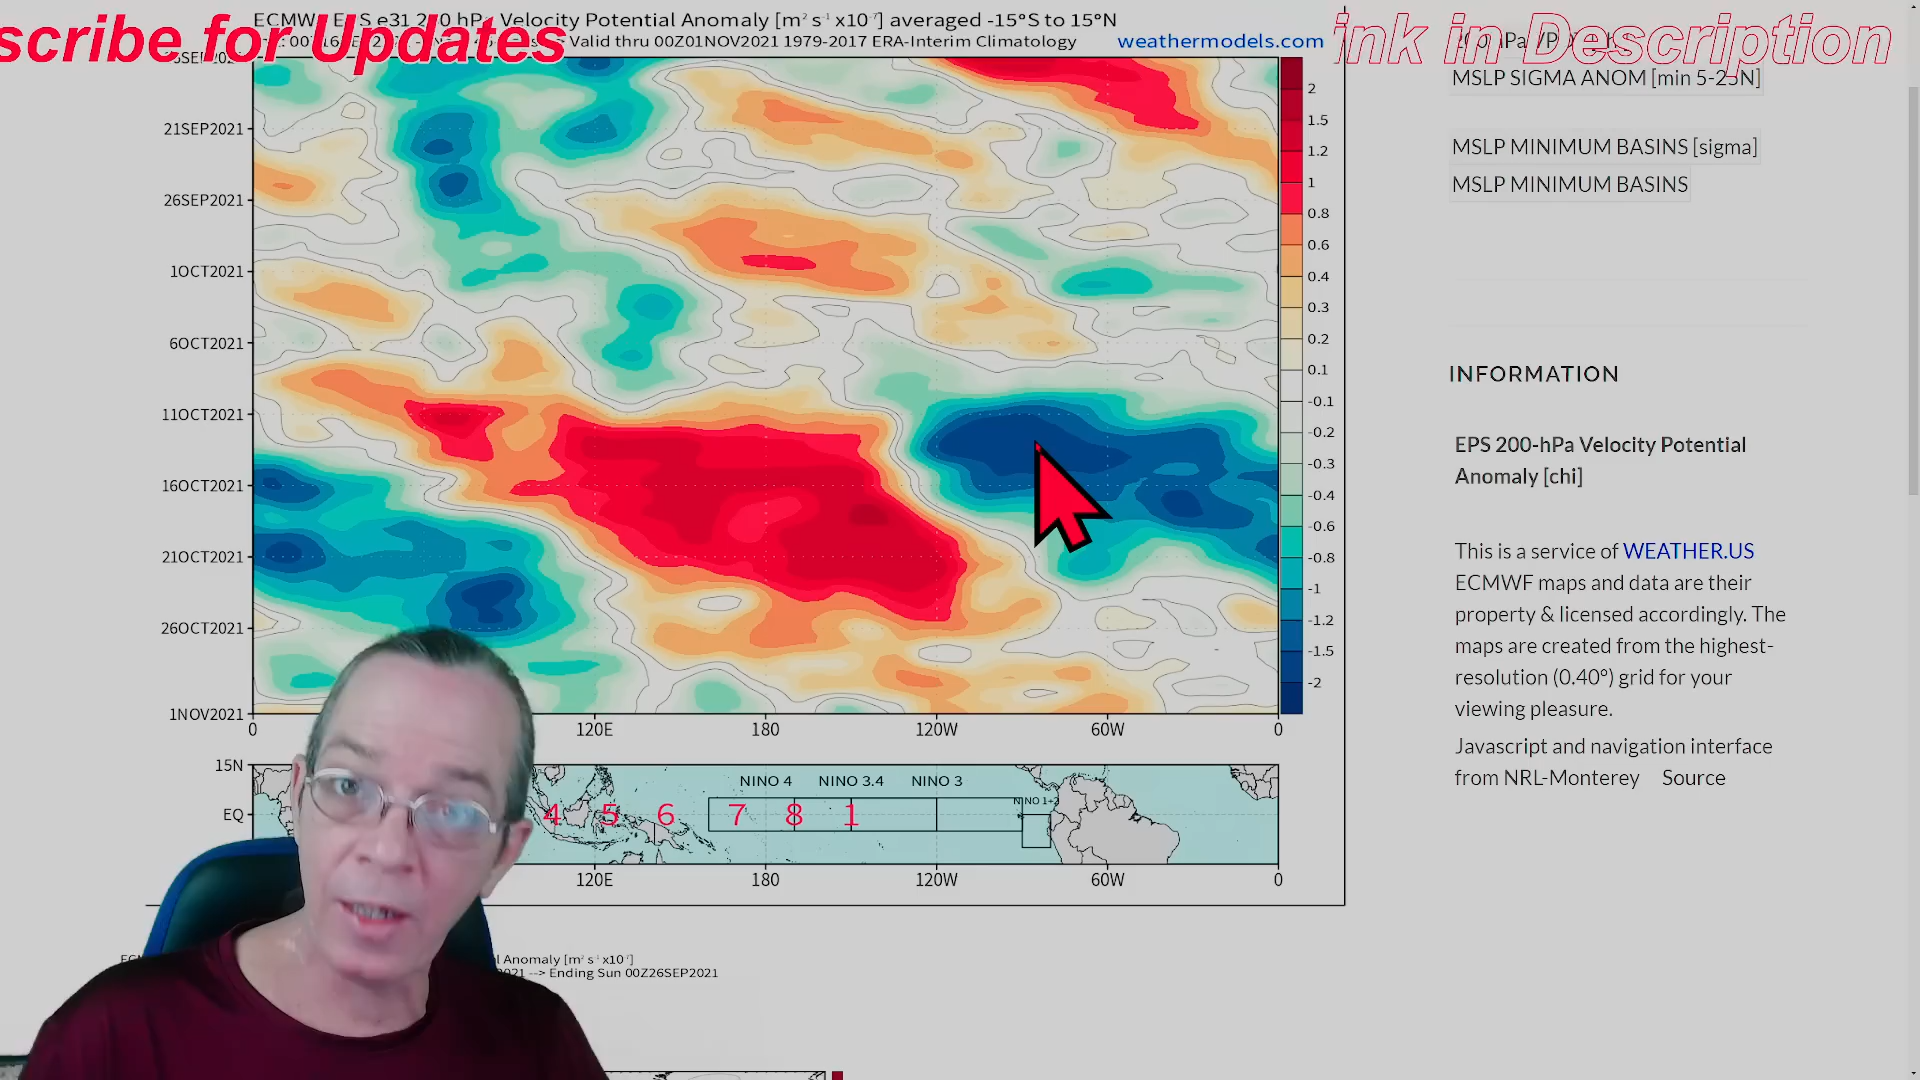 scribe for Updates
ink in Description
Velocity Potential Anomaly [m² s⁻¹ x10⁻⁷] averaged -15°S to 15°N
Valid thru 00Z01NOV2021 1979-2017 ERA-Interim Climatology
weathermodels.com
MSLP SIGMA ANOM [min 5-25N]
MSLP MINIMUM BASINS [sigma]
MSLP MINIMUM BASINS
21SEP2021
26SEP2021
1OCT2021
6OCT2021
11OCT2021
16OCT2021
21OCT2021
26OCT2021
1NOV2021
0 120E 180 120W 60W 0
2
1.5
1.2
1
0.8
0.6
0.4
0.3
0.2
0.1
-0.1
-0.2
-0.3
-0.4
-0.6
-0.8
-1
-1.2
-1.5
-2
15N
EQ
NINO 4 NINO 3.4 NINO 3
NINO 1+2
4 5 6 7 8 1
120E 180 120W 60W 0
l Anomaly [m² s⁻¹ x10⁻⁷]
2021 --> Ending Sun 00Z26SEP2021
INFORMATION
EPS 200-hPa Velocity Potential
Anomaly [chi]
This is a service of WEATHER.US
ECMWF maps and data are their
property & licensed accordingly. The
maps are created from the highest-
resolution (0.40°) grid for your
viewing pleasure.
Javascript and navigation interface
from NRL-Monterey Source